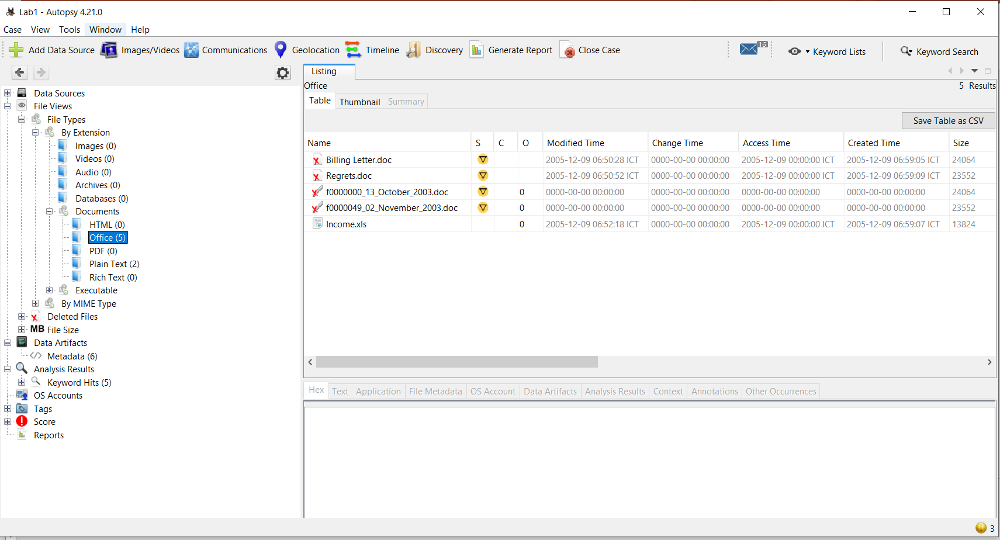 Lab1 - Autopsy 4.21.0
Case View Tools Window Help
Add Data Source Images/Videos Communications Geolocation Timeline Discovery Generate Report Close Case 16 Keyword Lists Keyword Search
Listing
Office 5 Results
Table Thumbnail Summary
Save Table as CSV
Name S C O Modified Time Change Time Access Time Created Time Size
Billing Letter.doc 2005-12-09 06:50:28 ICT 0000-00-00 00:00:00 2005-12-09 00:00:00 ICT 2005-12-09 06:59:05 ICT 24064
Regrets.doc 2005-12-09 06:50:52 ICT 0000-00-00 00:00:00 2005-12-09 00:00:00 ICT 2005-12-09 06:59:09 ICT 23552
f0000000_13_October_2003.doc 0 0000-00-00 00:00:00 0000-00-00 00:00:00 0000-00-00 00:00:00 0000-00-00 00:00:00 24064
f0000049_02_November_2003.doc 0 0000-00-00 00:00:00 0000-00-00 00:00:00 0000-00-00 00:00:00 0000-00-00 00:00:00 23552
Income.xls 0 2005-12-09 06:52:18 ICT 0000-00-00 00:00:00 2005-12-09 00:00:00 ICT 2005-12-09 06:59:07 ICT 13824
Data Sources
File Views
File Types
By Extension
Images (0)
Videos (0)
Audio (0)
Archives (0)
Databases (0)
Documents
HTML (0)
Office (5)
PDF (0)
Plain Text (2)
Rich Text (0)
Executable
By MIME Type
Deleted Files
MB File Size
Data Artifacts
Metadata (6)
Analysis Results
Keyword Hits (5)
OS Accounts
Tags
Score
Reports
Hex Text Application File Metadata OS Account Data Artifacts Analysis Results Context Annotations Other Occurrences
3